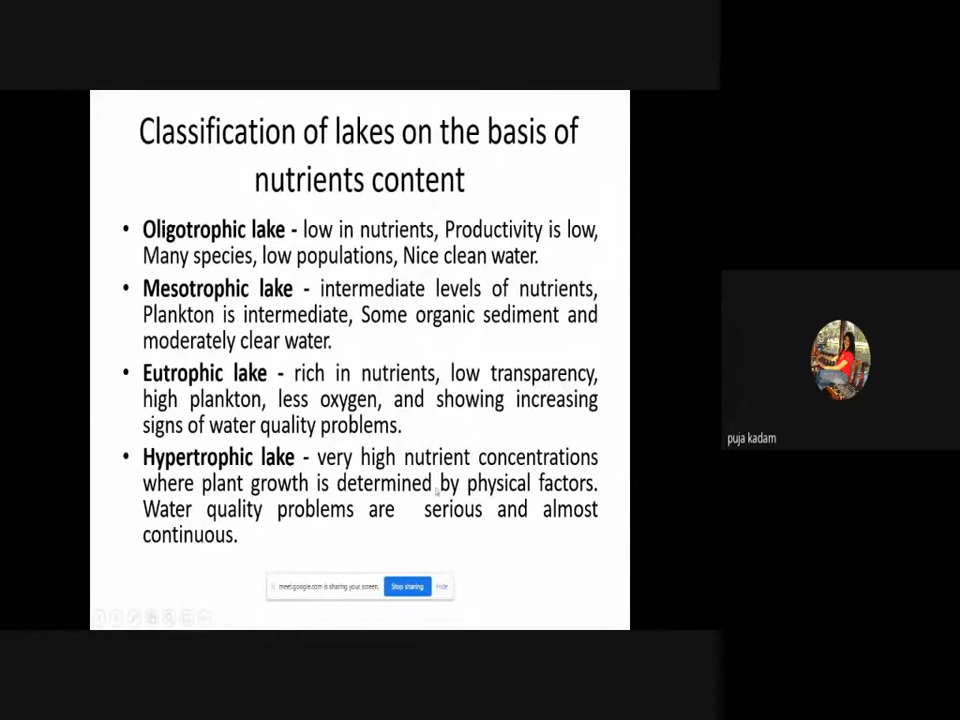 Classification of lakes on the basis of
nutrients content
• Oligotrophic lake - low in nutrients, Productivity is low,
Many species, low populations, Nice clean water.
• Mesotrophic lake - intermediate levels of nutrients,
Plankton is intermediate, Some organic sediment and
moderately clear water.
• Eutrophic lake - rich in nutrients, low transparency,
high plankton, less oxygen, and showing increasing
signs of water quality problems.
• Hypertrophic lake - very high nutrient concentrations
where plant growth is determined by physical factors.
Water quality problems are serious and almost
continuous.
meet.google.com is sharing your screen. Stop sharing Hide
puja kadam